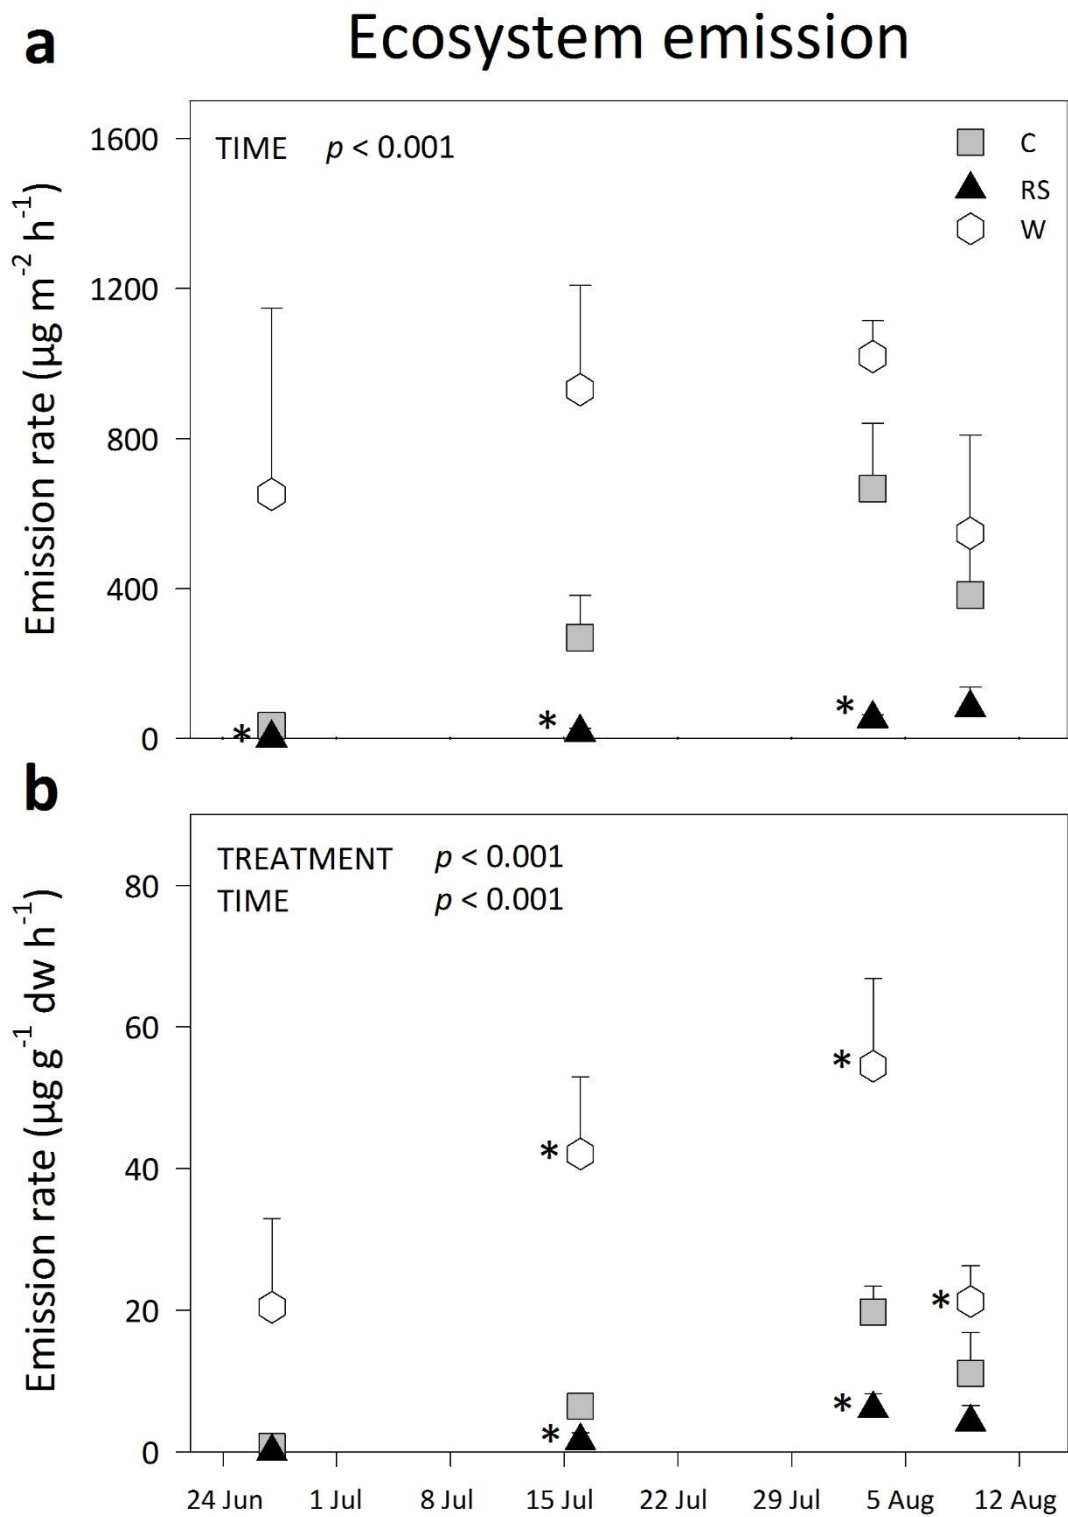 a
Ecosystem emission
TIME p < 0.001
C
RS
W
Emission rate (µg m⁻² h⁻¹)
1600
1200
800
400
0
*
*
*
b
TREATMENT p < 0.001
TIME p < 0.001
Emission rate (µg g⁻¹ dw h⁻¹)
80
60
40
20
0
*
*
*
*
*
24 Jun 1 Jul 8 Jul 15 Jul 22 Jul 29 Jul 5 Aug 12 Aug